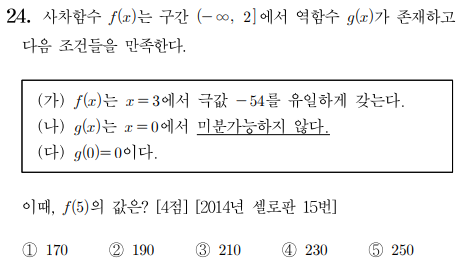 24. 사차함수 f(x)는 구간 (−∞, 2]에서 역함수 g(x)가 존재하고
다음 조건들을 만족한다.
(가) f(x)는 x=3에서 극값 −54를 유일하게 갖는다.
(나) g(x)는 x=0에서 미분가능하지 않다.
(다) g(0)=0이다.
이때, f(5)의 값은? [4점] [2014년 셀로판 15번]
① 170 ② 190 ③ 210 ④ 230 ⑤ 250